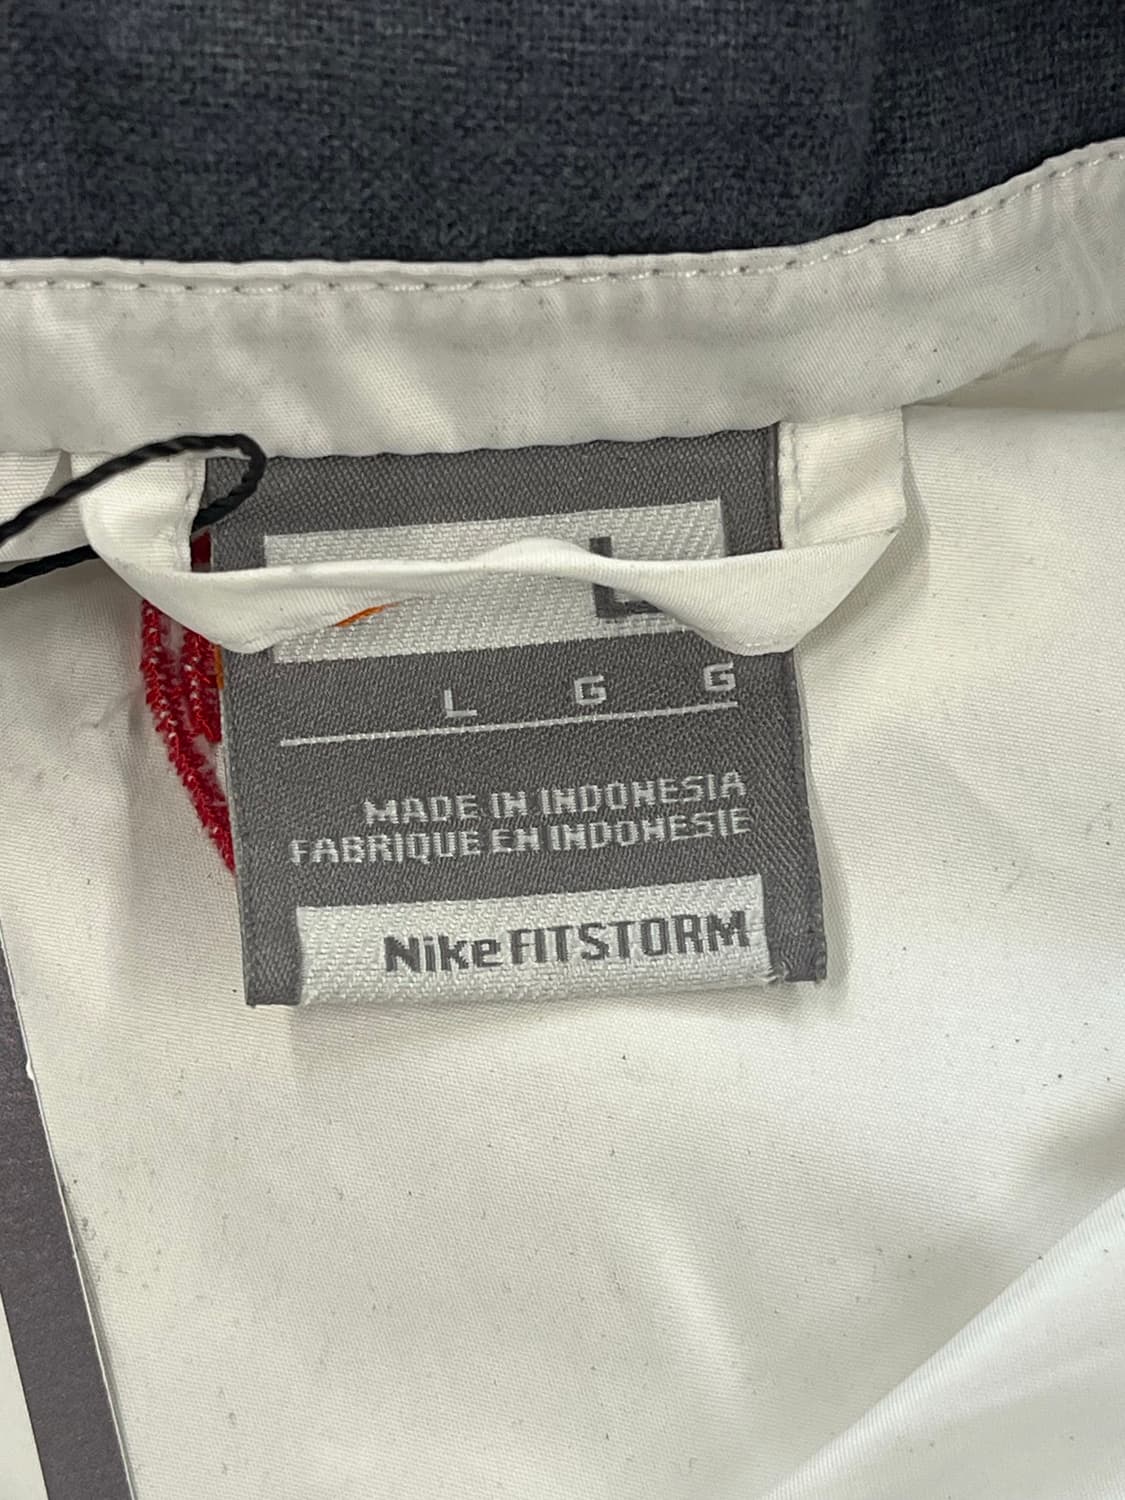 L
L G G
MADE IN INDONESIA
FABRIQUE EN INDONESIE
Nike FITSTORM